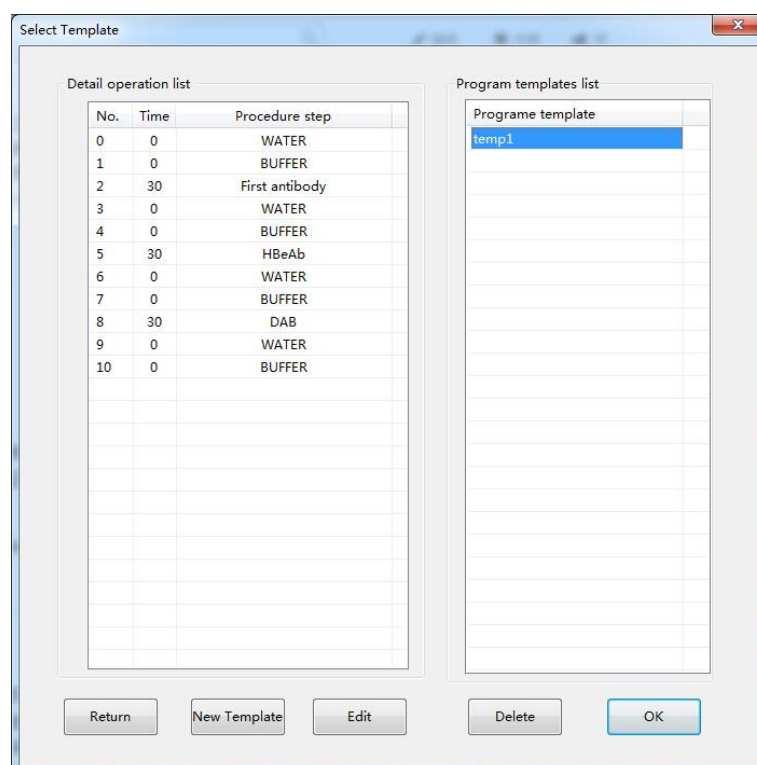 Select Template
Detail operation list
No. Time Procedure step
0 0 WATER
1 0 BUFFER
2 30 First antibody
3 0 WATER
4 0 BUFFER
5 30 HBeAb
6 0 WATER
7 0 BUFFER
8 30 DAB
9 0 WATER
10 0 BUFFER
Program templates list
Programe template
temp1
Return New Template Edit Delete OK